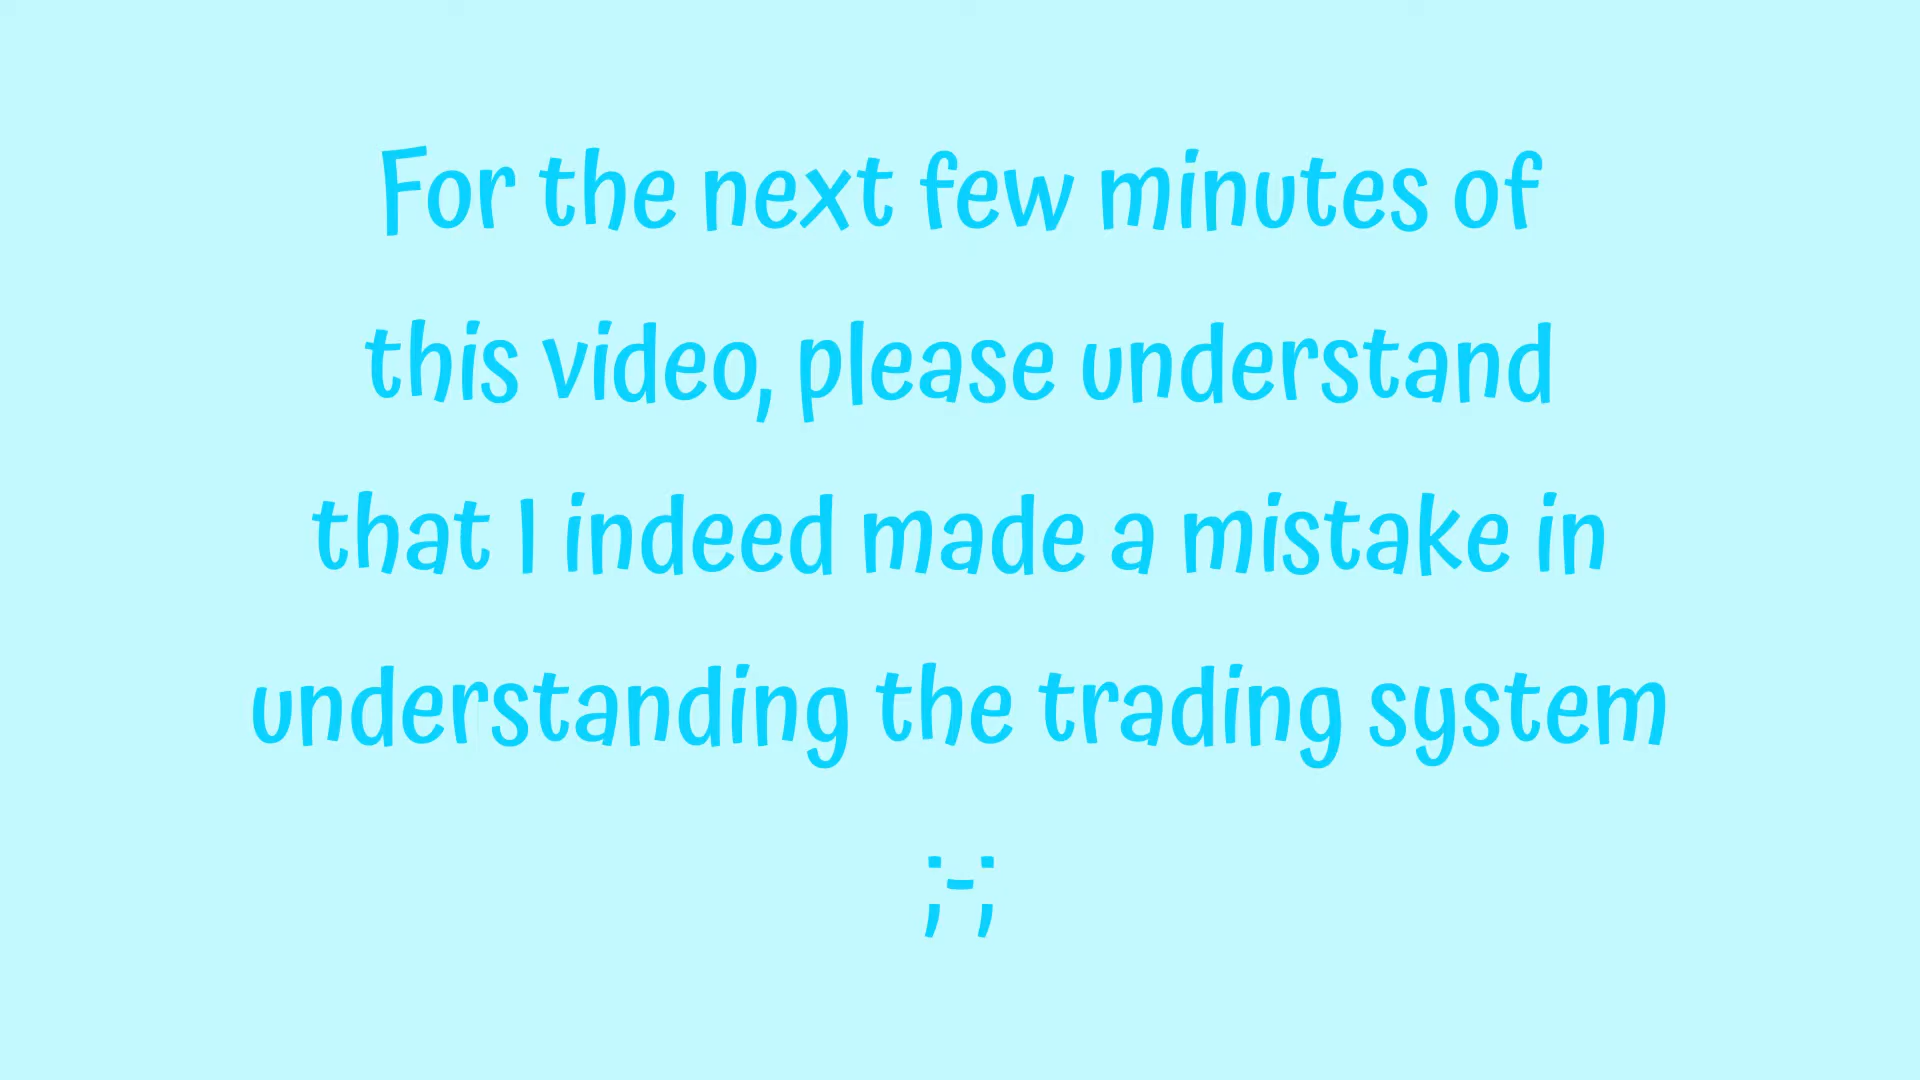 For the next few minutes of
this video, please understand
that I indeed made a mistake in
understanding the trading system
;-;